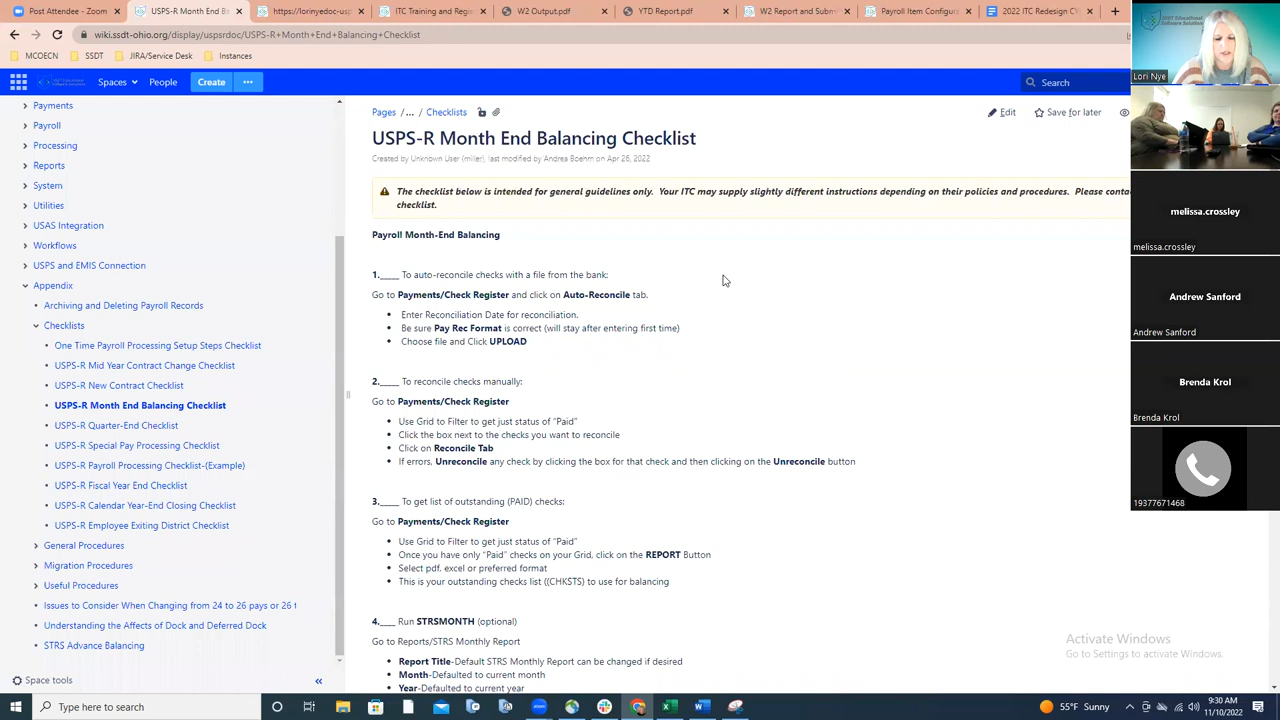 USPS-R Month End B
https://lorinyedoc-us
ITC Training and Re
W2 Output.pdf
YTD Report.pdf
W2 Report and Subm
Payroll Item Configur
2022 ITC Redesign C
wiki.ssdt-ohio.org/display/uspsrdoc/USPS-R+Month+End+Balancing+Checklist
MCOECN
SSDT
JIRA/Service Desk
Instances
Spaces
People
Create
Search
Payments
Payroll
Processing
Reports
System
Utilities
USAS Integration
Workflows
USPS and EMIS Connection
Appendix
Archiving and Deleting Payroll Records
Checklists
One Time Payroll Processing Setup Steps Checklist
USPS-R Mid Year Contract Change Checklist
USPS-R New Contract Checklist
USPS-R Month End Balancing Checklist
USPS-R Quarter-End Checklist
USPS-R Special Pay Processing Checklist
USPS-R Payroll Processing Checklist-(Example)
USPS-R Fiscal Year End Checklist
USPS-R Calendar Year-End Closing Checklist
USPS-R Employee Exiting District Checklist
General Procedures
Migration Procedures
Useful Procedures
Issues to Consider When Changing from 24 to 26 pays or 26 t
Understanding the Affects of Dock and Deferred Dock
STRS Advance Balancing
Space tools
Pages /... / Checklists
Edit
Save for later
USPS-R Month End Balancing Checklist
Created by Unknown User (miller), last modified by Andrea Boehm on Apr 26, 2022
The checklist below is intended for general guidelines only. Your ITC may supply slightly different instructions depending on their policies and procedures. Please conta
checklist.
Payroll Month-End Balancing
1.____ To auto-reconcile checks with a file from the bank:
Go to Payments/Check Register and click on Auto-Reconcile tab.
• Enter Reconciliation Date for reconciliation.
• Be sure Pay Rec Format is correct (will stay after entering first time)
• Choose file and Click UPLOAD
2.____ To reconcile checks manually:
Go to Payments/Check Register
• Use Grid to Filter to get just status of "Paid"
• Click the box next to the checks you want to reconcile
• Click on Reconcile Tab
• If errors, Unreconcile any check by clicking the box for that check and then clicking on the Unreconcile button
3.____ To get list of outstanding (PAID) checks:
Go to Payments/Check Register
• Use Grid to Filter to get just status of "Paid"
• Once you have only "Paid" checks on your Grid, click on the REPORT Button
• Select pdf, excel or preferred format
• This is your outstanding checks list ((CHKSTS) to use for balancing
4.____ Run STRSMONTH (optional)
Go to Reports/STRS Monthly Report
• Report Title-Default STRS Monthly Report can be changed if desired
• Month-Defaulted to current month
• Year-Defaulted to current year
Lori Nye
melissa.crossley
melissa.crossley
Andrew Sanford
Andrew Sanford
Brenda Krol
Brenda Krol
19377671468
Activate Windows
Go to Settings to activate Windows.
Type here to search
55°F Sunny
9:30 AM
11/10/2022